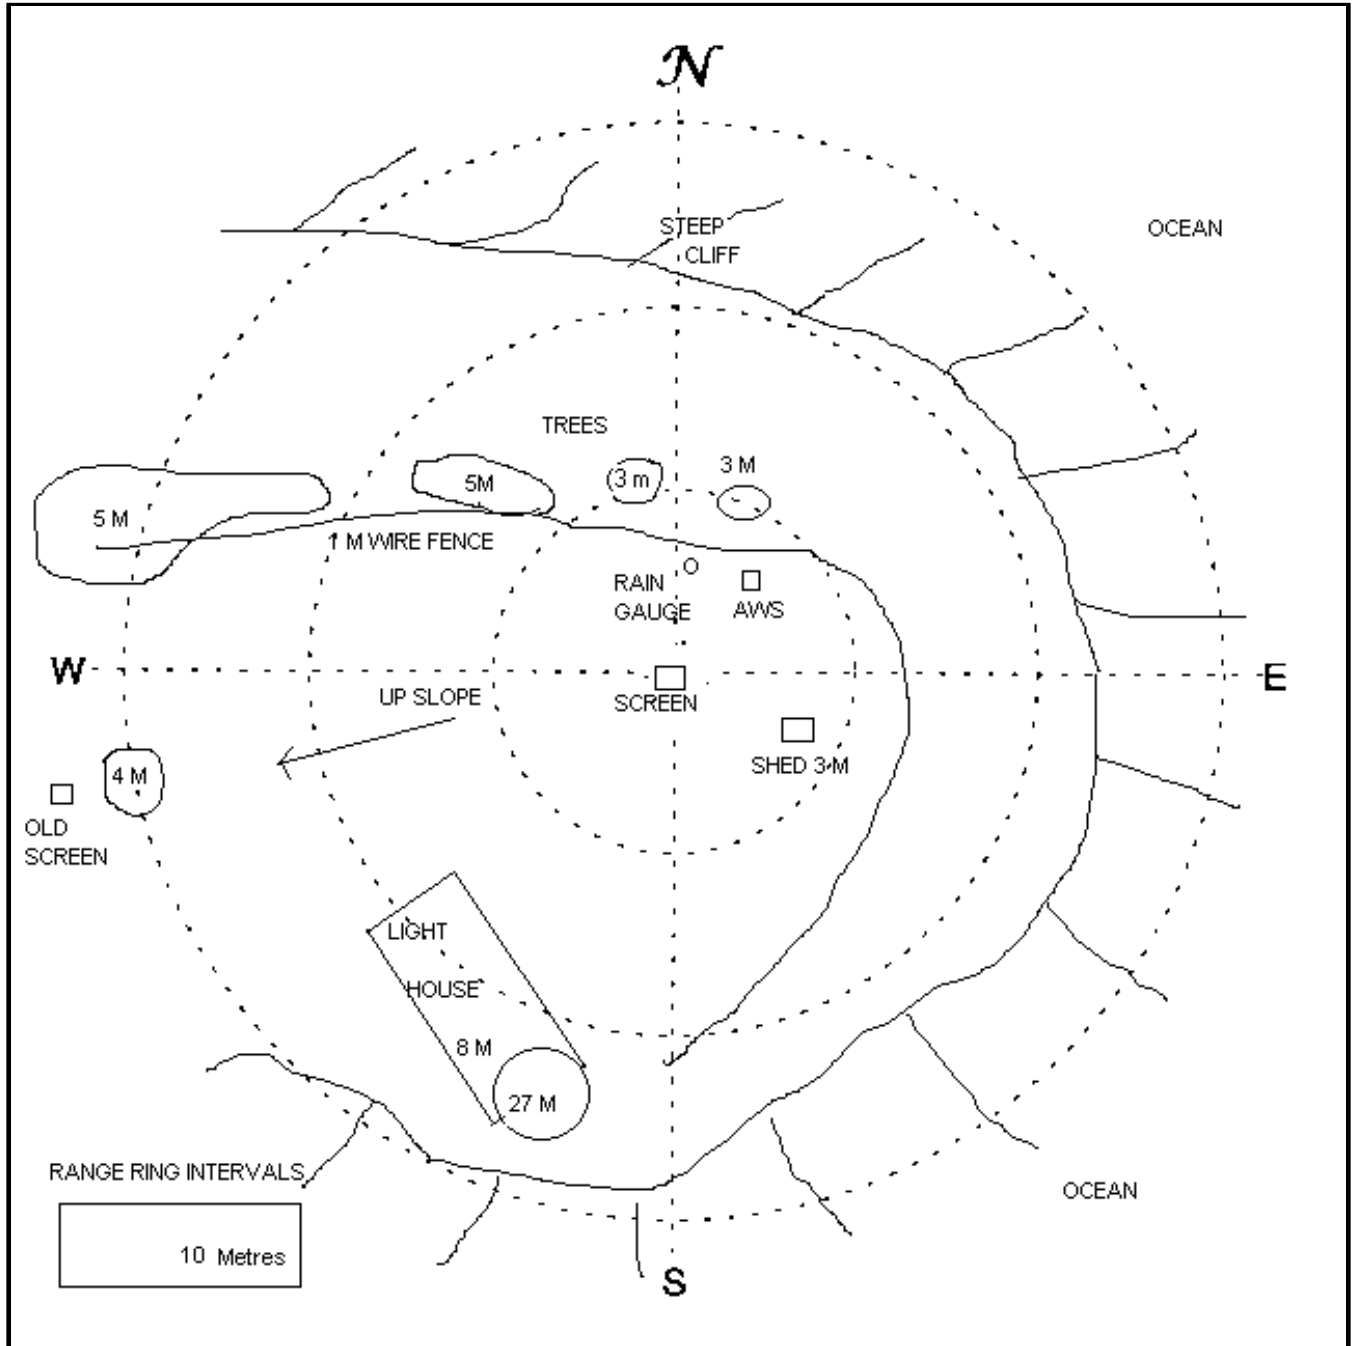 N
STEEP
CLIFF
OCEAN
TREES
3 M
3 m
5M
5 M
1 M WIRE FENCE
RAIN
GAUGE
AWS
W
E
UP SLOPE
SCREEN
SHED 3 M
4 M
OLD
SCREEN
LIGHT
HOUSE
8 M
27 M
RANGE RING INTERVALS
10 Metres
OCEAN
S